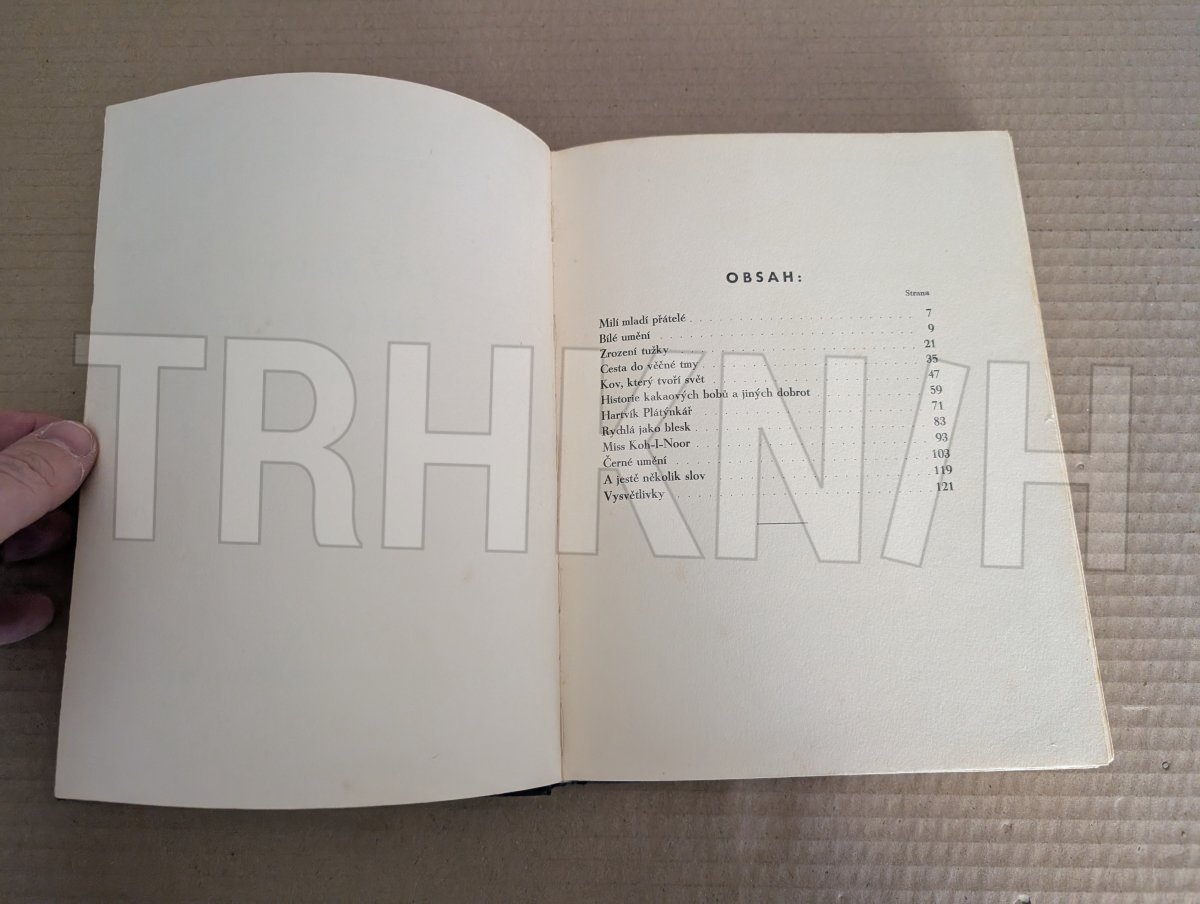 OBSAH:
Strana
Milí mladí přátelé 7
Bílé umění 9
Zrození tužky 21
Cesta do věčné tmy 35
Kov, který tvoří svět 47
Historie kakaových bobů a jiných dobrot 59
Hartvík Plátýnkář 71
Rychlá jako blesk 83
Miss Koh-I-Noor 93
Černé umění 103
A jestě několik slov 119
Vysvětlivky 121
TRHKNIH